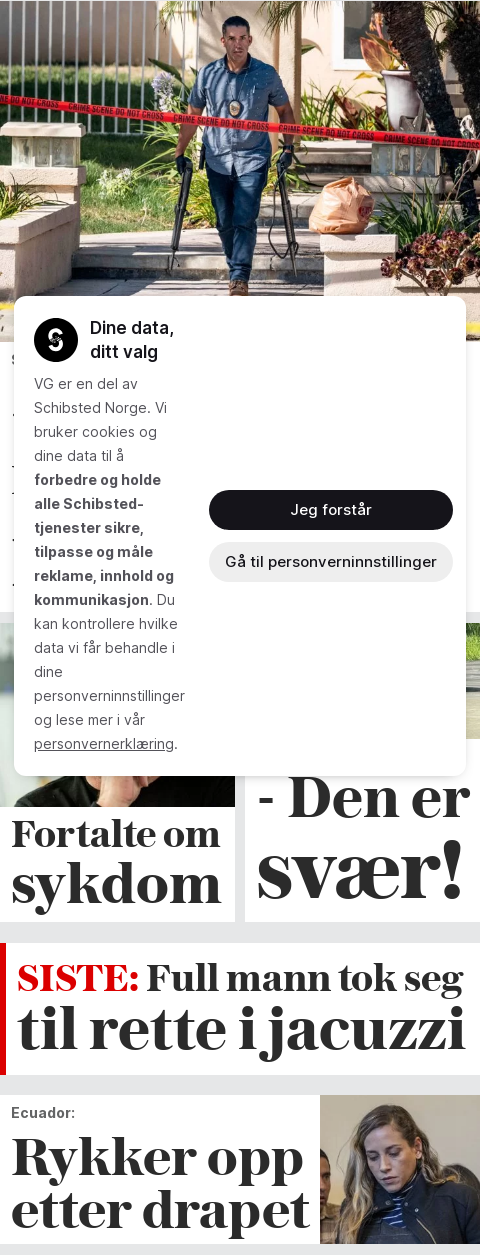 CRIME SCENE DO NOT CROSS CRIME SCENE DO NOT CROSS CRIME SCENE DO NOT CROSS CRIME SCENE DO NOT CROSS
Dine data,
ditt valg
VG er en del av
Schibsted Norge. Vi
bruker cookies og
dine data til å
forbedre og holde
alle Schibsted-
tjenester sikre,
tilpasse og måle
reklame, innhold og
kommunikasjon. Du
kan kontrollere hvilke
data vi får behandle i
dine
personverninnstillinger
og lese mer i vår
personvernerklæring.
Jeg forstår
Gå til personverninnstillinger
Fortalte om
sykdom
- Den er
svær!
SISTE: Full mann tok seg
til rette i jacuzzi
Ecuador:
Rykker opp
etter drapet